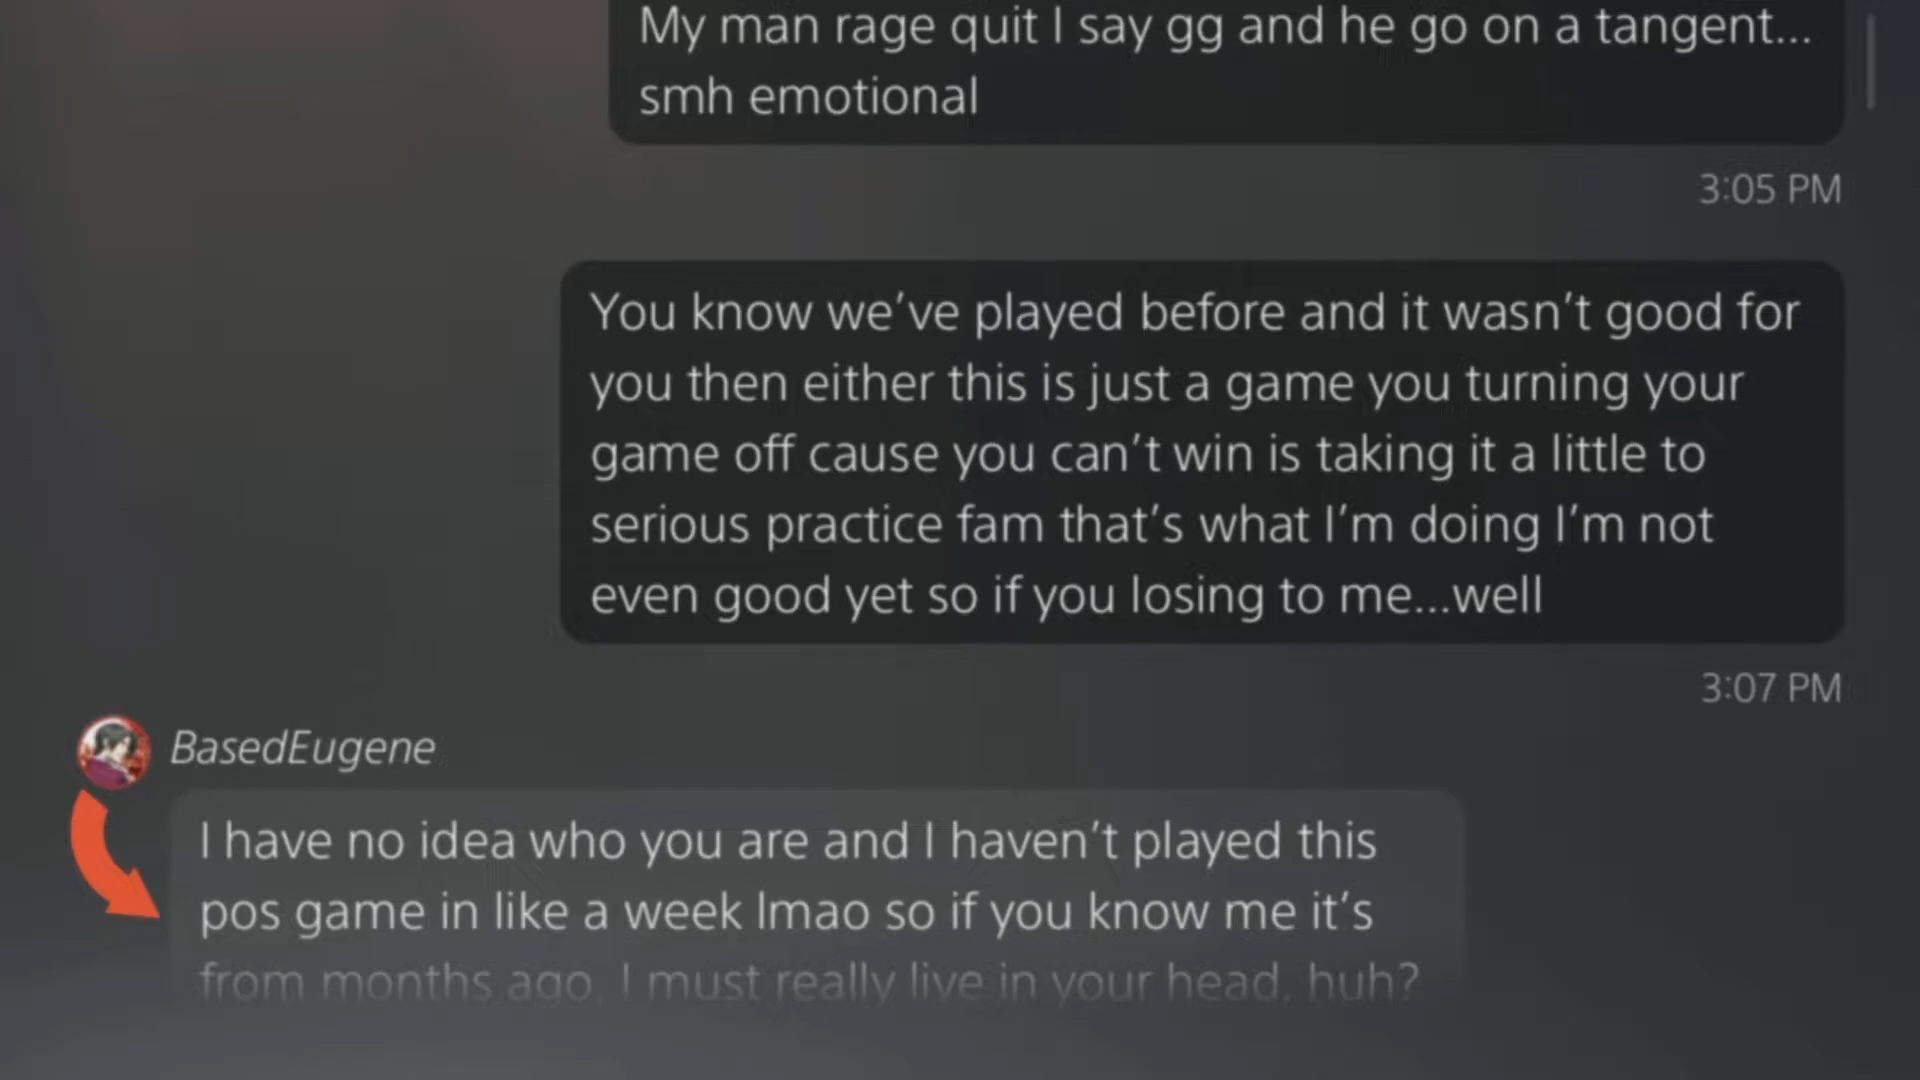 My man rage quit I say gg and he go on a tangent...
smh emotional
3:05 PM
You know we've played before and it wasn't good for
you then either this is just a game you turning your
game off cause you can't win is taking it a little to
serious practice fam that's what I'm doing I'm not
even good yet so if you losing to me...well
3:07 PM
BasedEugene
I have no idea who you are and I haven't played this
pos game in like a week lmao so if you know me it's
from months ago, I must really live in your head, huh?